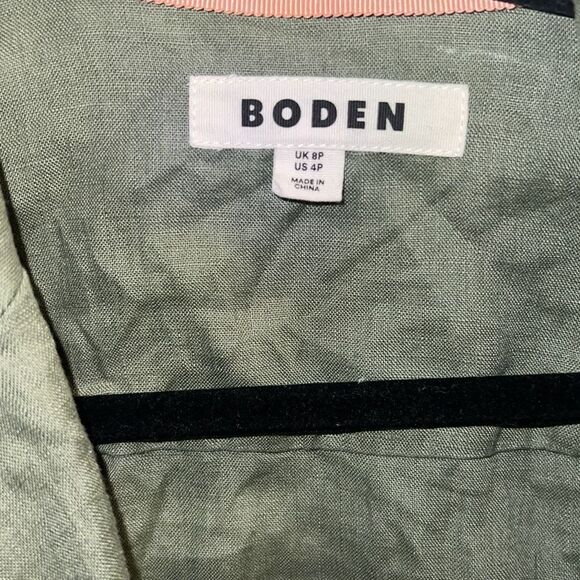 BODEN
UK 8P
US 4P
MADE IN
CHINA